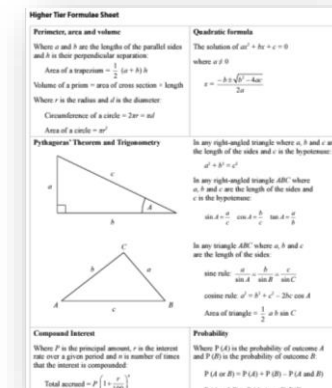 Higher Tier Formulae Sheet
Perimeter, area and volume
Where a and b are the lengths of the parallel sides
and h is their perpendicular separation:
Area of a trapezium = 1/2 (a + b) h
Volume of a prism = area of cross section × length
Where r is the radius and d is the diameter:
Circumference of a circle = 2πr = πd
Area of a circle = πr²
Quadratic formula
The solution of ax² + bx + c = 0
where a ≠ 0
x = (-b ± √(b² - 4ac)) / 2a
Pythagoras' Theorem and Trigonometry
a
c
b
A
C
b
a
A
c
B
In any right-angled triangle where a, b and c a
the length of the sides and c is the hypotenuse:
a² + b² = c²
In any right-angled triangle ABC where
a, b and c are the length of the sides and
c is the hypotenuse:
sin A = a/c cos A = b/c tan A = a/b
In any triangle ABC where a, b and c
are the length of the sides:
sine rule: a/sin A = b/sin B = c/sin C
cosine rule: a² = b² + c² - 2bc cos A
Area of triangle = 1/2 a b sin C
Compound Interest
Where P is the principal amount, r is the interest
rate over a given period and n is number of times
that the interest is compounded:
Total accrued = P(1 + r
Probability
Where P (A) is the probability of outcome A
and P (B) is the probability of outcome B:
P (A or B) = P (A) + P (B) - P (A and B)